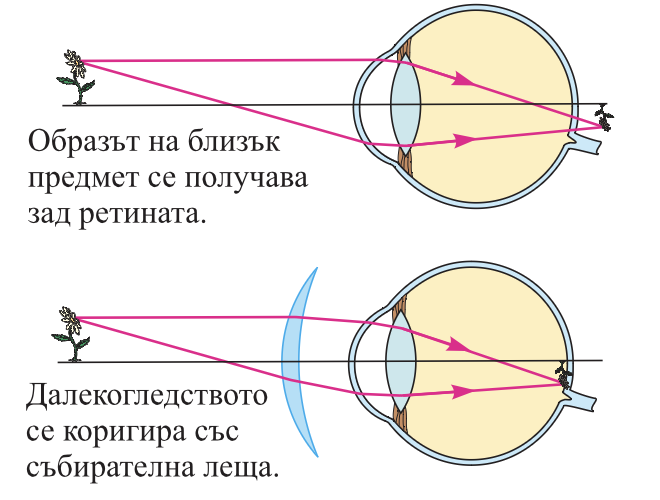 Образът на близък
предмет се получава
зад ретината.
Далекогледството
се коригира със
събирателна леща.